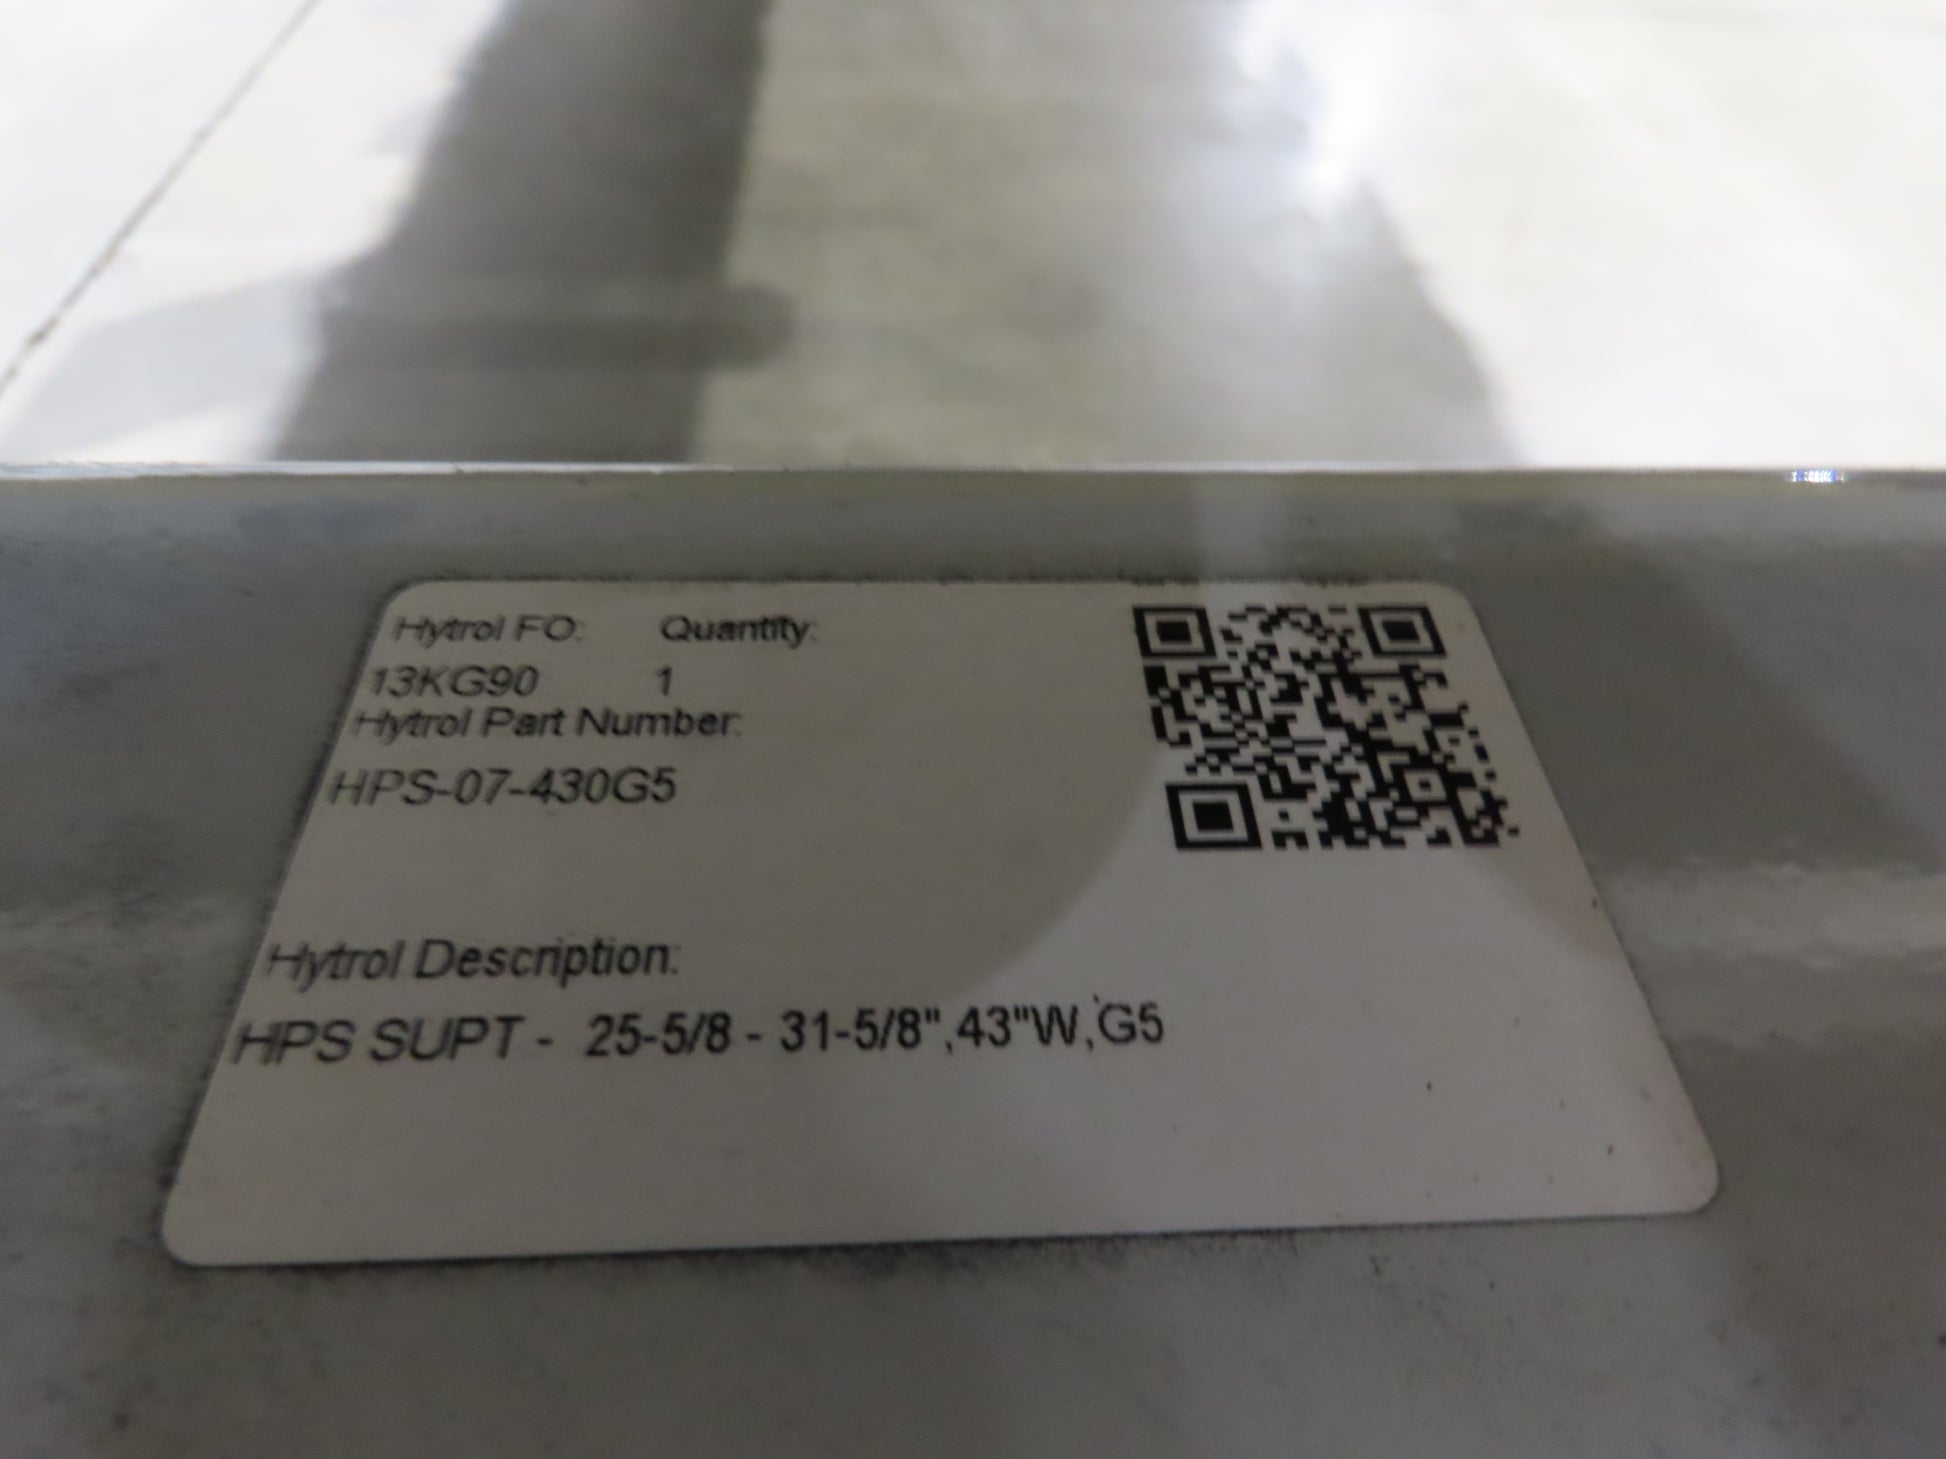 Hytrol FO: Quantity:
13KG90 1
Hytrol Part Number:
HPS-07-430G5
Hytrol Description:
HPS SUPT - 25-5/8 - 31-5/8",43"W,G5